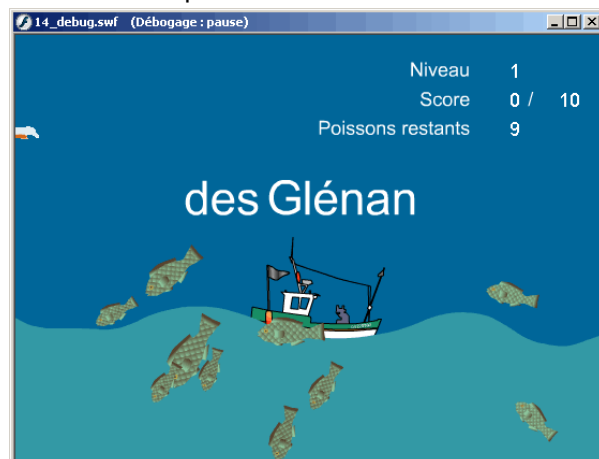 14_debug.swf (Débogage : pause)
Niveau 1
Score 0 / 10
Poissons restants 9
des Glénan